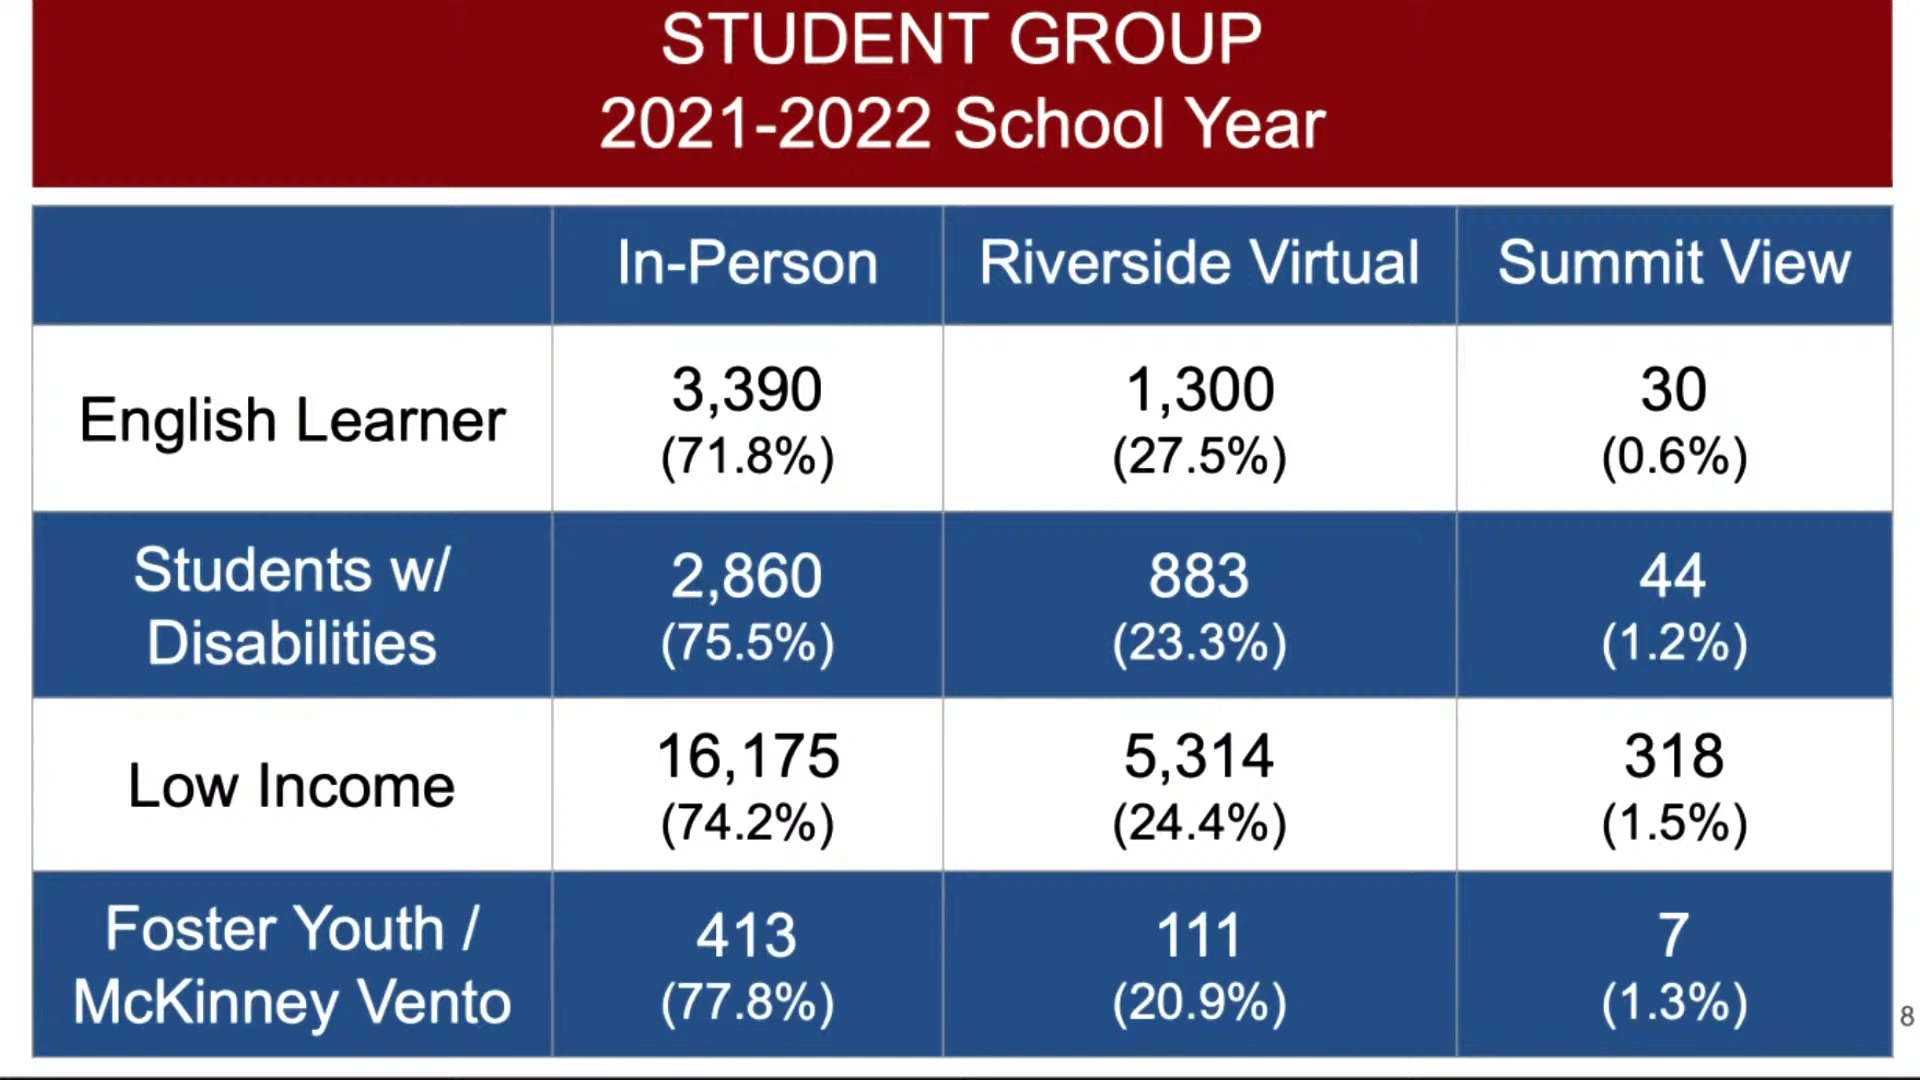 STUDENT GROUP
2021-2022 School Year
In-Person
Riverside Virtual
Summit View
English Learner
3,390
(71.8%)
1,300
(27.5%)
30
(0.6%)
Students w/
Disabilities
2,860
(75.5%)
883
(23.3%)
44
(1.2%)
Low Income
16,175
(74.2%)
5,314
(24.4%)
318
(1.5%)
Foster Youth /
McKinney Vento
413
(77.8%)
111
(20.9%)
7
(1.3%)
8